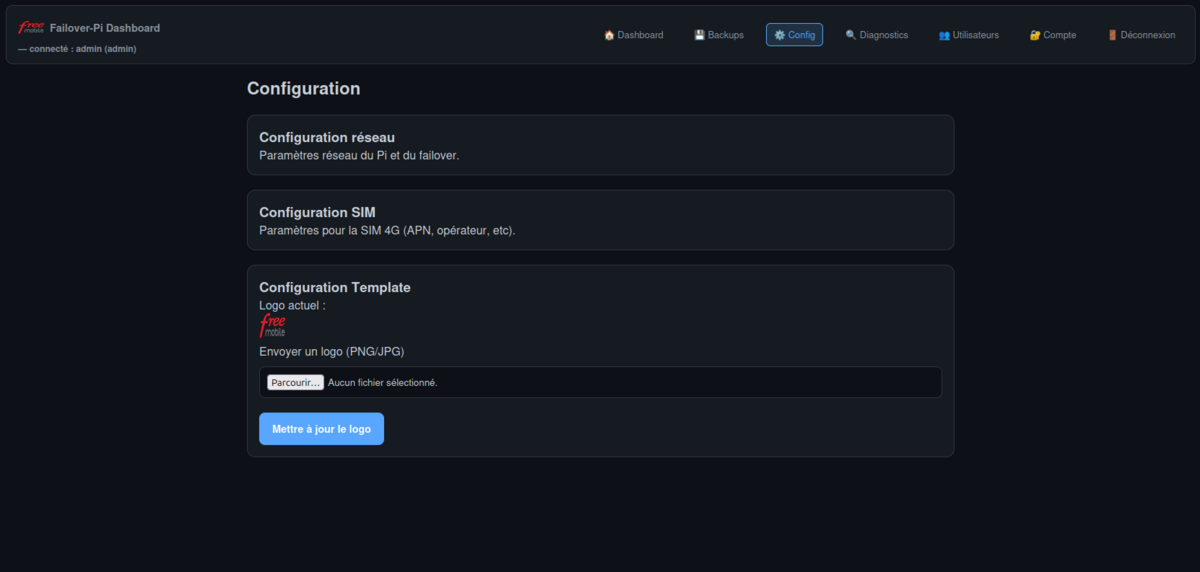 free mobile Failover-Pi Dashboard
— connecté : admin (admin)
Dashboard
Backups
Config
Diagnostics
Utilisateurs
Compte
Déconnexion
Configuration
Configuration réseau
Paramètres réseau du Pi et du failover.
Configuration SIM
Paramètres pour la SIM 4G (APN, opérateur, etc).
Configuration Template
Logo actuel :
free
mobile
Envoyer un logo (PNG/JPG)
Parcourir... Aucun fichier sélectionné.
Mettre à jour le logo